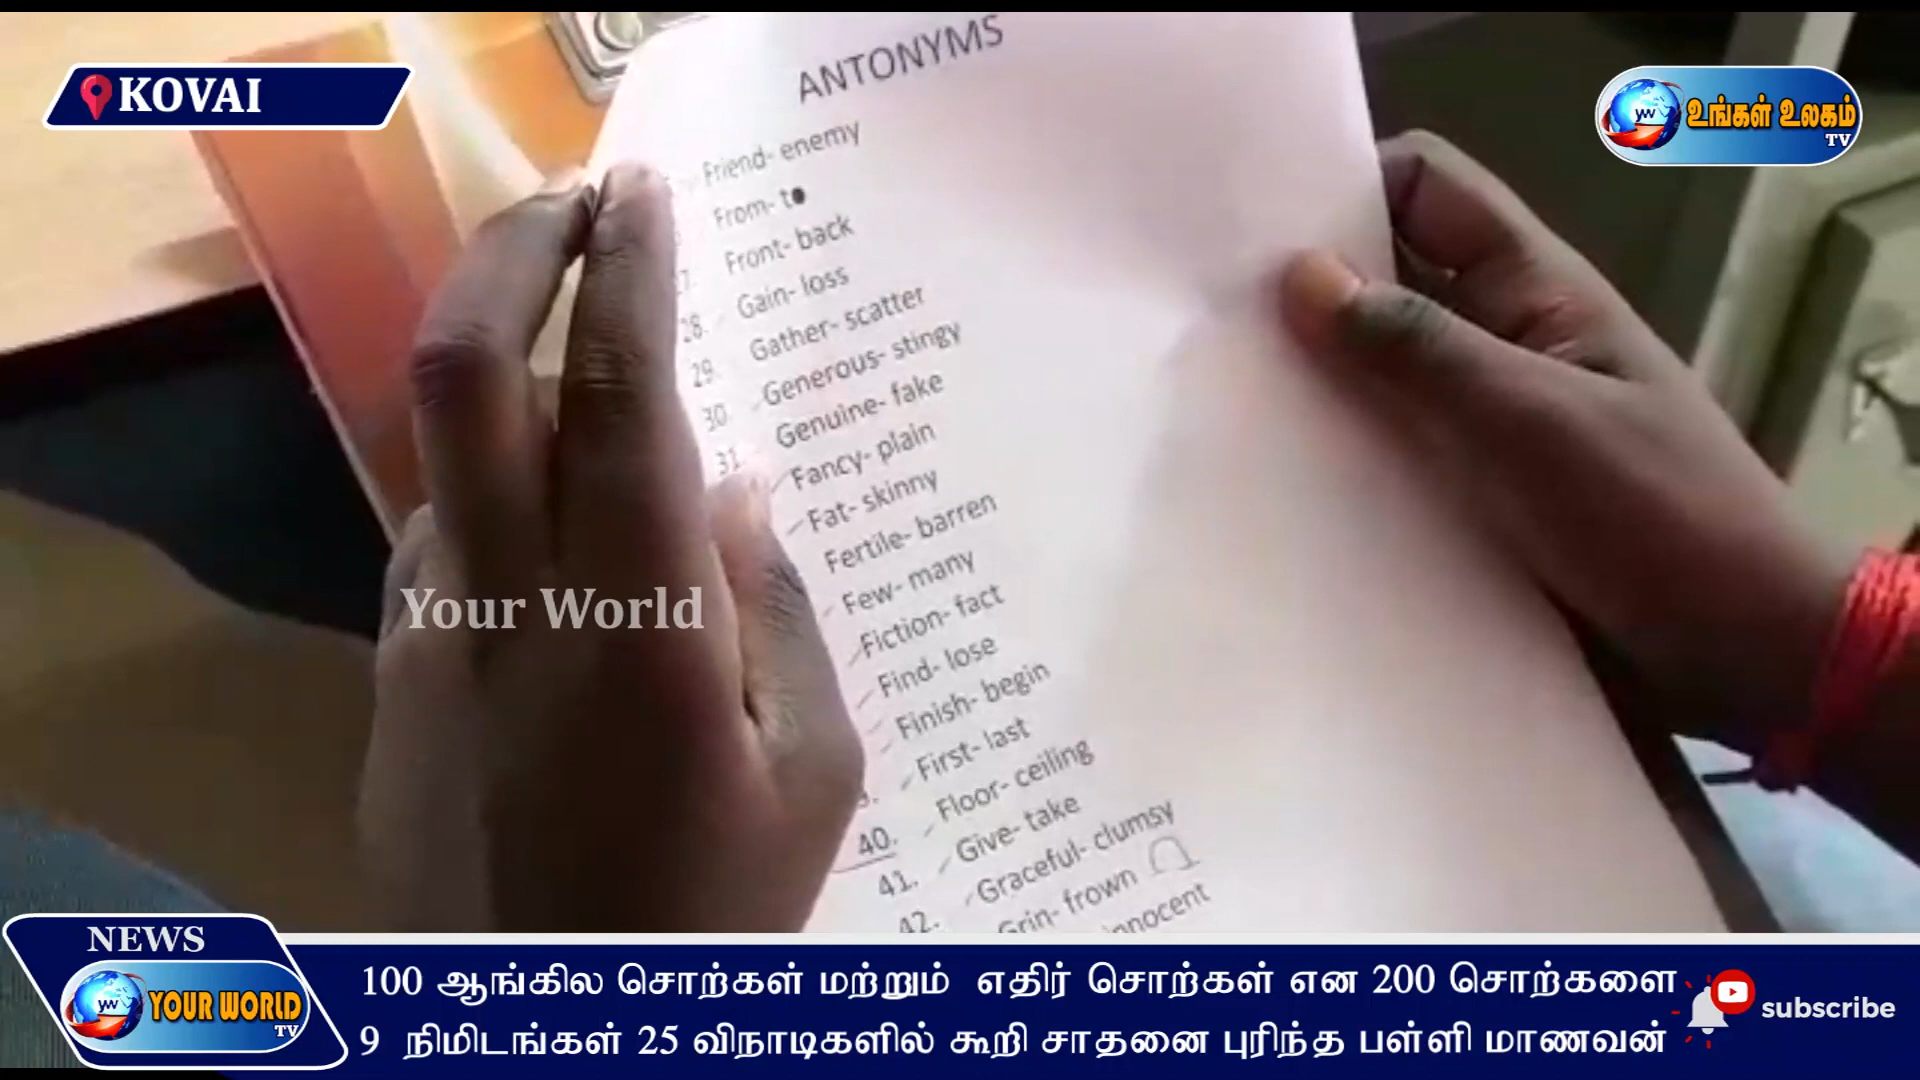 KOVAI
உங்கள் உலகம்
TV
ANTONYMS
Friend- enemy
From- to
27. Front- back
28. Gain- loss
29. Gather- scatter
30. Generous- stingy
31. Genuine- fake
Fancy- plain
Fat- skinny
Fertile- barren
Few- many
Fiction- fact
Find- lose
Finish- begin
First- last
40. Floor- ceiling
41. Give- take
42. Graceful- clumsy
Grin- frown
innocent
Your World
NEWS
YOUR WORLD
TV
100 ஆங்கில சொற்கள் மற்றும் எதிர் சொற்கள் என 200 சொற்களை
9 நிமிடங்கள் 25 விநாடிகளில் கூறி சாதனை புரிந்த பள்ளி மாணவன்
subscribe